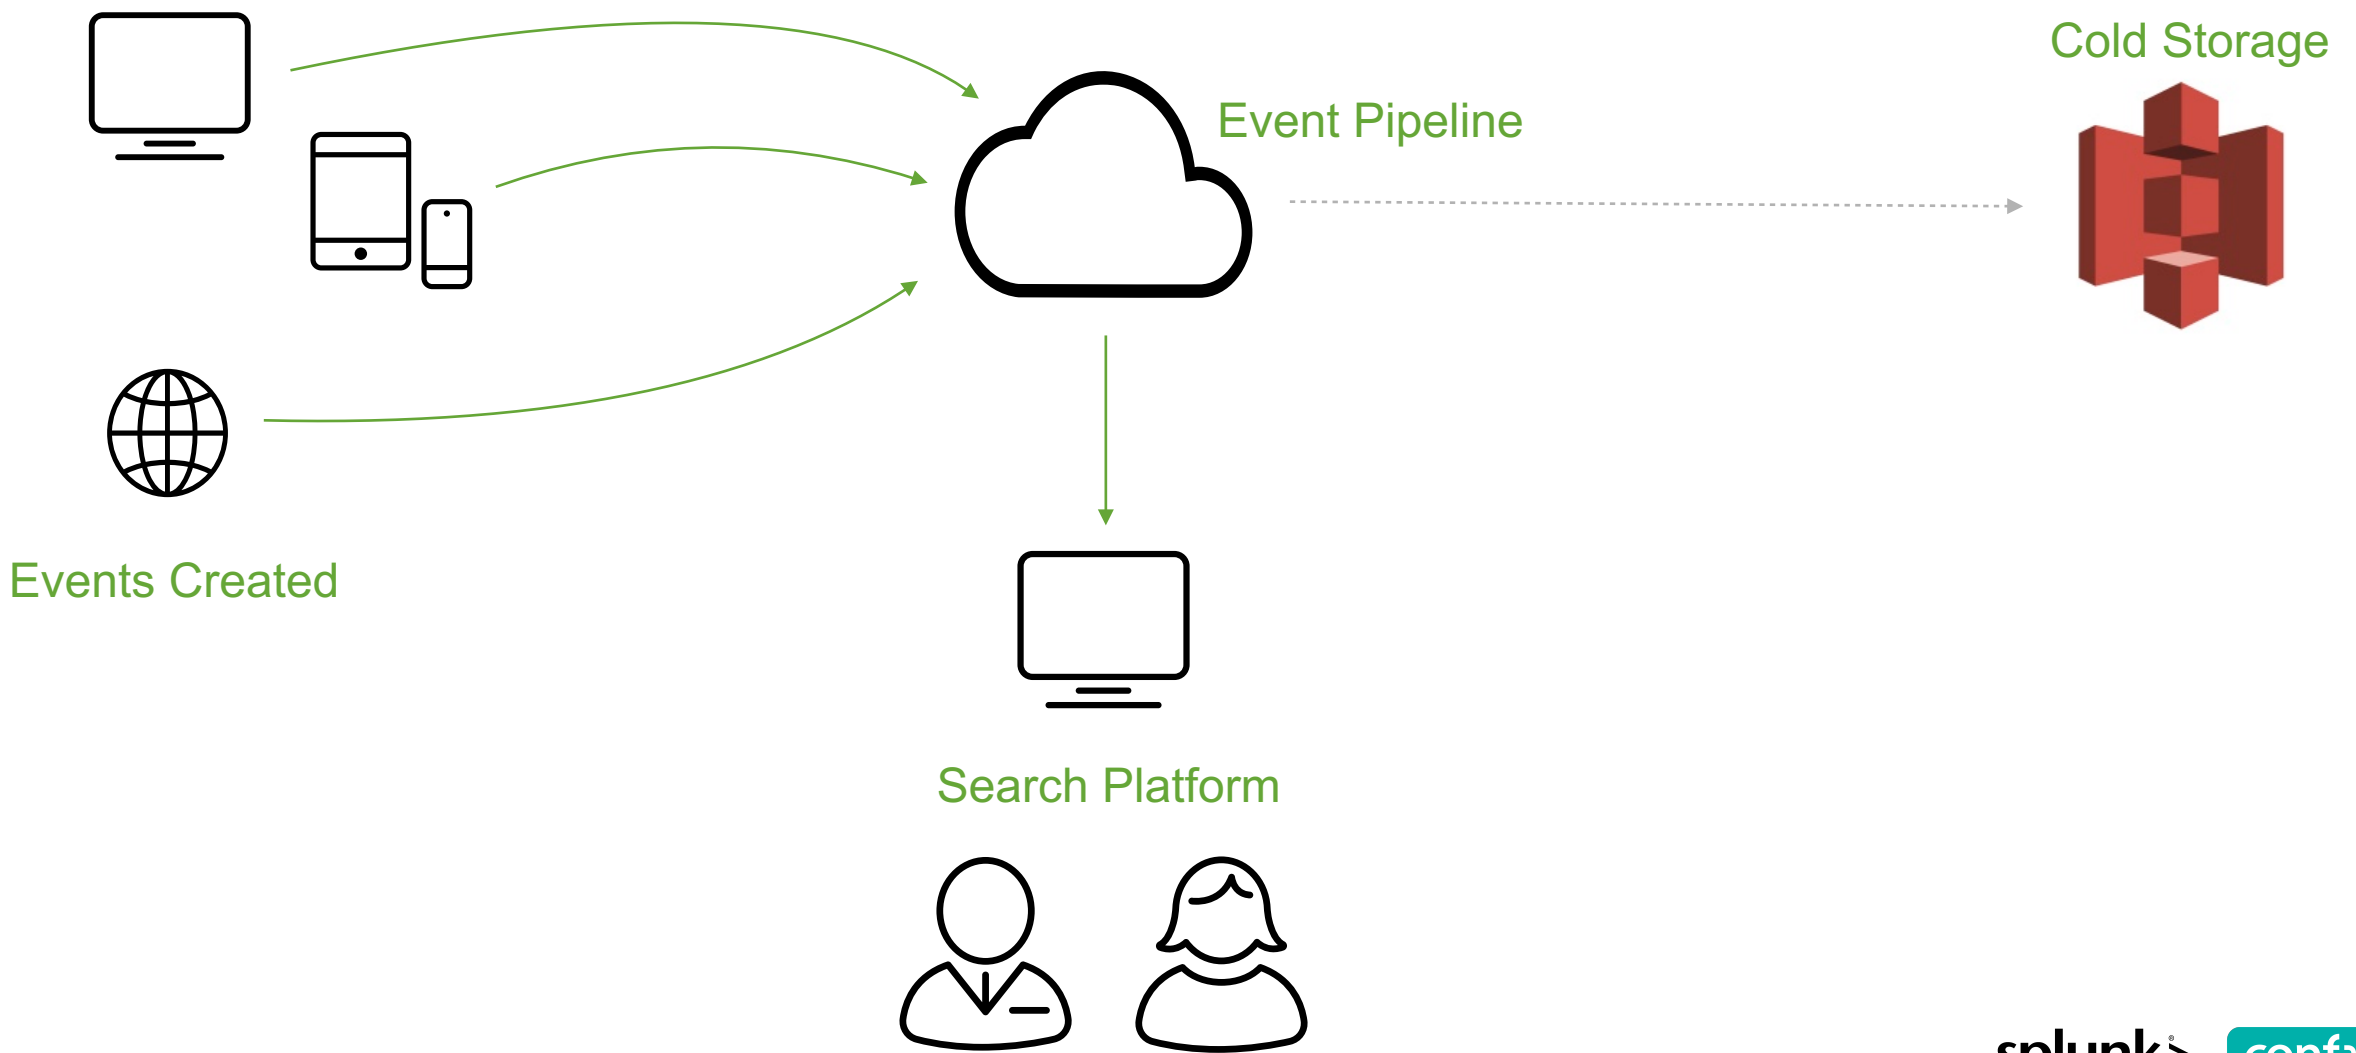 Cold Storage
Event Pipeline
Events Created
Search Platform
splunk>